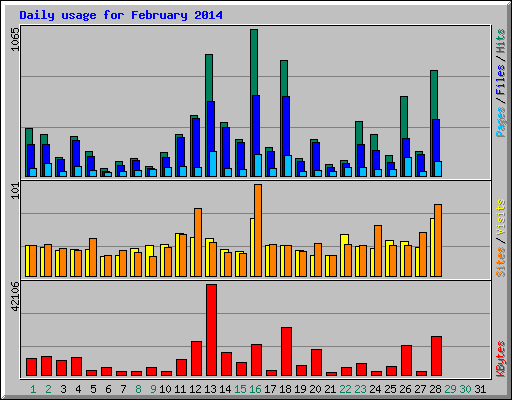 Daily usage for February 2014
1065
Pages / Files / Hits
101
Sites / Visits
42106
KBytes
1 2 3 4 5 6 7 8 9 10 11 12 13 14 15 16 17 18 19 20 21 22 23 24 25 26 27 28 29 30 31